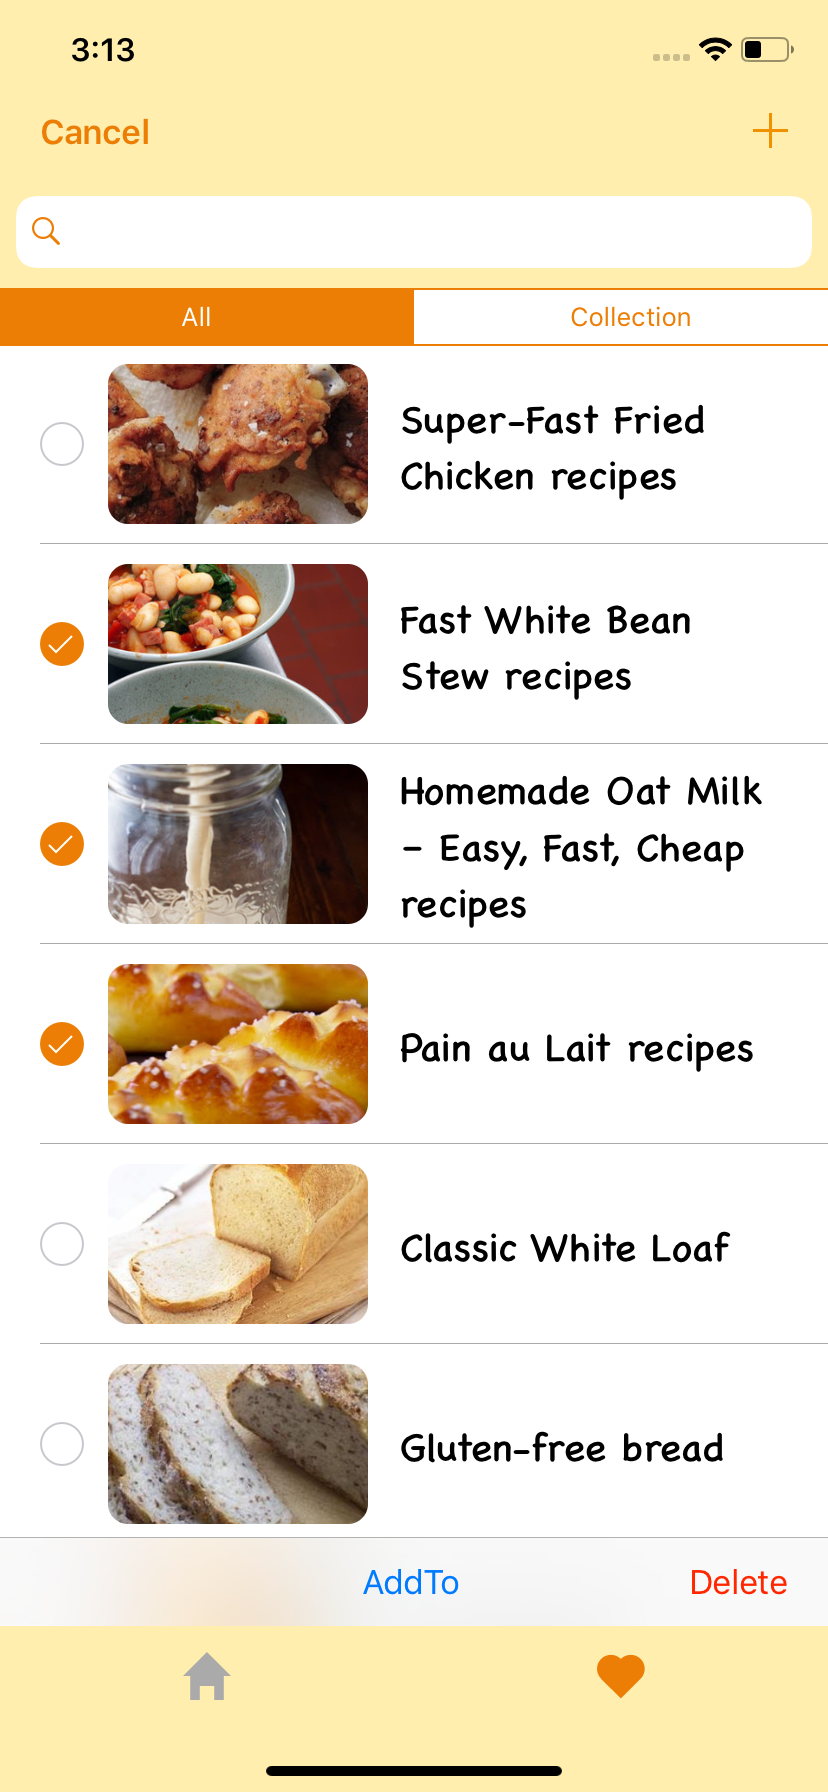 3:13
Cancel
All
Collection
Super-Fast Fried
Chicken recipes
Fast White Bean
Stew recipes
Homemade Oat Milk
- Easy, Fast, Cheap
recipes
Pain au Lait recipes
Classic White Loaf
Gluten-free bread
AddTo
Delete